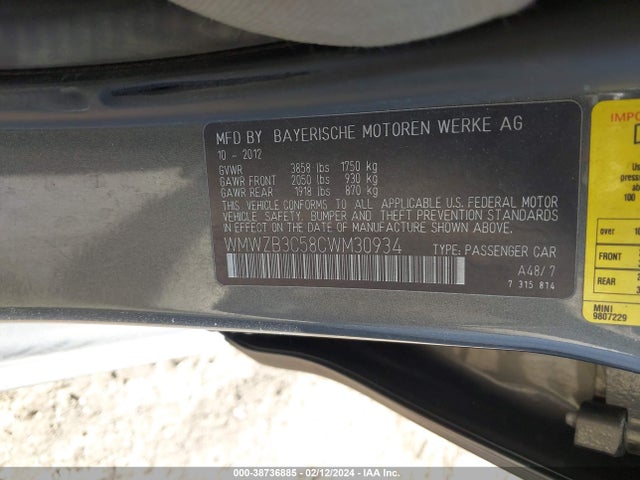 MFD BY BAYERISCHE MOTOREN WERKE AG
10 - 2012
GVWR 3858 lbs 1750 kg
GAWR FRONT 2050 lbs 930 kg
GAWR REAR 1918 lbs 870 kg
THIS VEHICLE CONFORMS TO ALL APPLICABLE U.S. FEDERAL MOTOR
VEHICLE SAFETY, BUMPER AND THEFT PREVENTION STANDARDS
IN EFFECT ON THE DATE OF MANUFACTURE SHOWN ABOVE.
WMWZB3C58CWM30934 TYPE: PASSENGER CAR
A48/7
7 315 814
over
FRONT
REAR
MINI
9807229
000-38736885 - 02/12/2024 - IAA Inc.